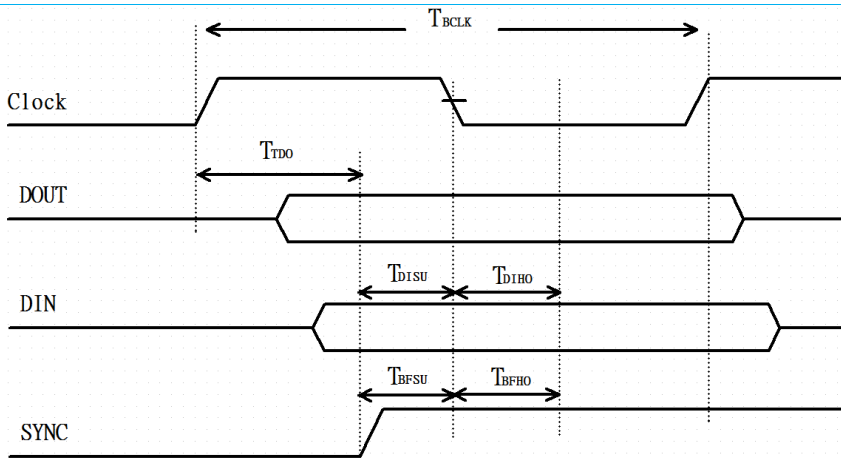 TBCLK
Clock
TTDO
DOUT
TDISU
TDIHO
DIN
TBFSU
TBFHO
SYNC